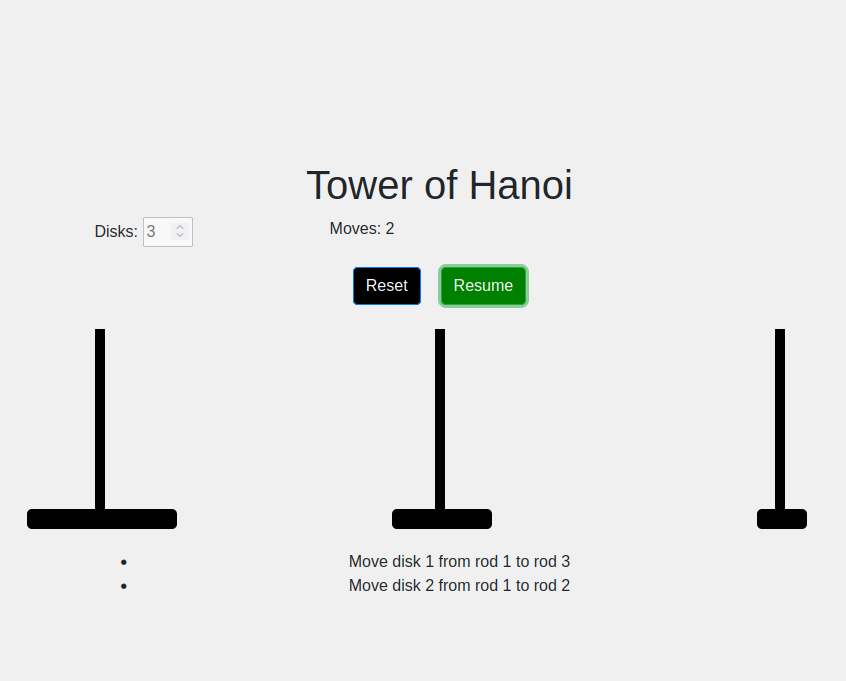 Tower of Hanoi
Disks: 3
Moves: 2
Reset
Resume
Move disk 1 from rod 1 to rod 3
Move disk 2 from rod 1 to rod 2